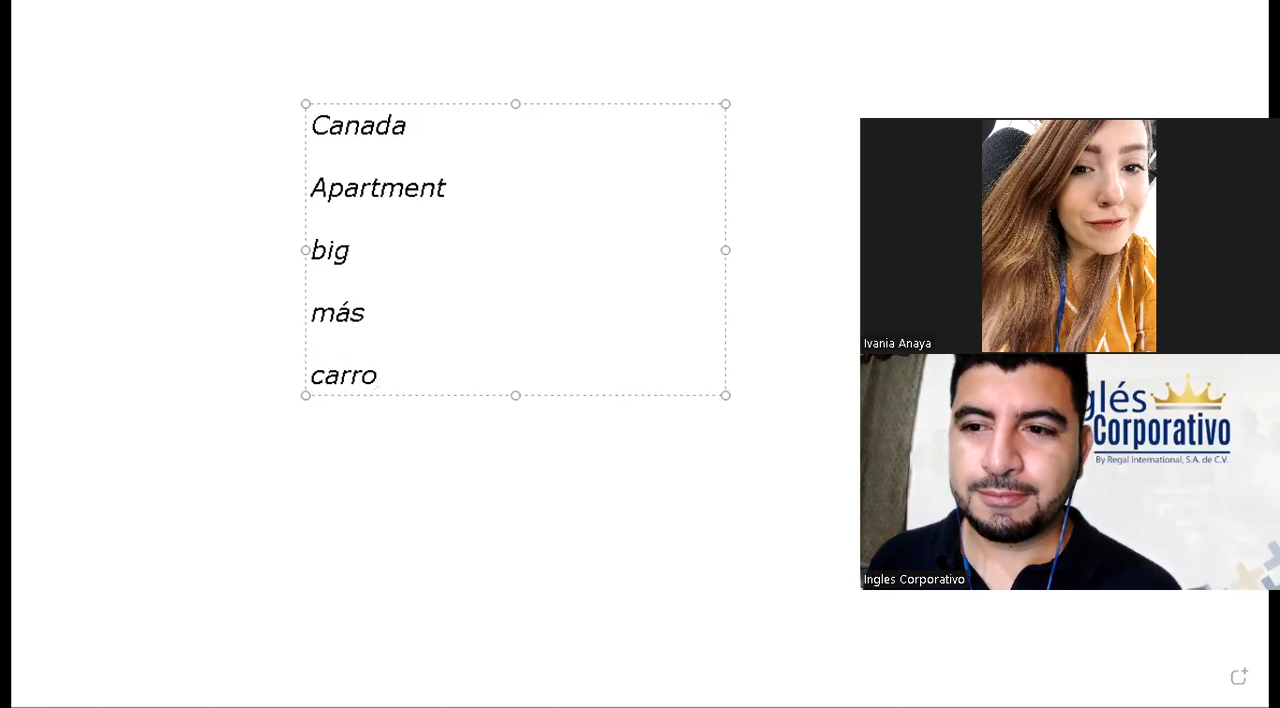 Canada
Apartment
big
más
carro
Ivania Anaya
glés
Corporativo
By Regal International, S.A. de C.V.
Ingles Corporativo